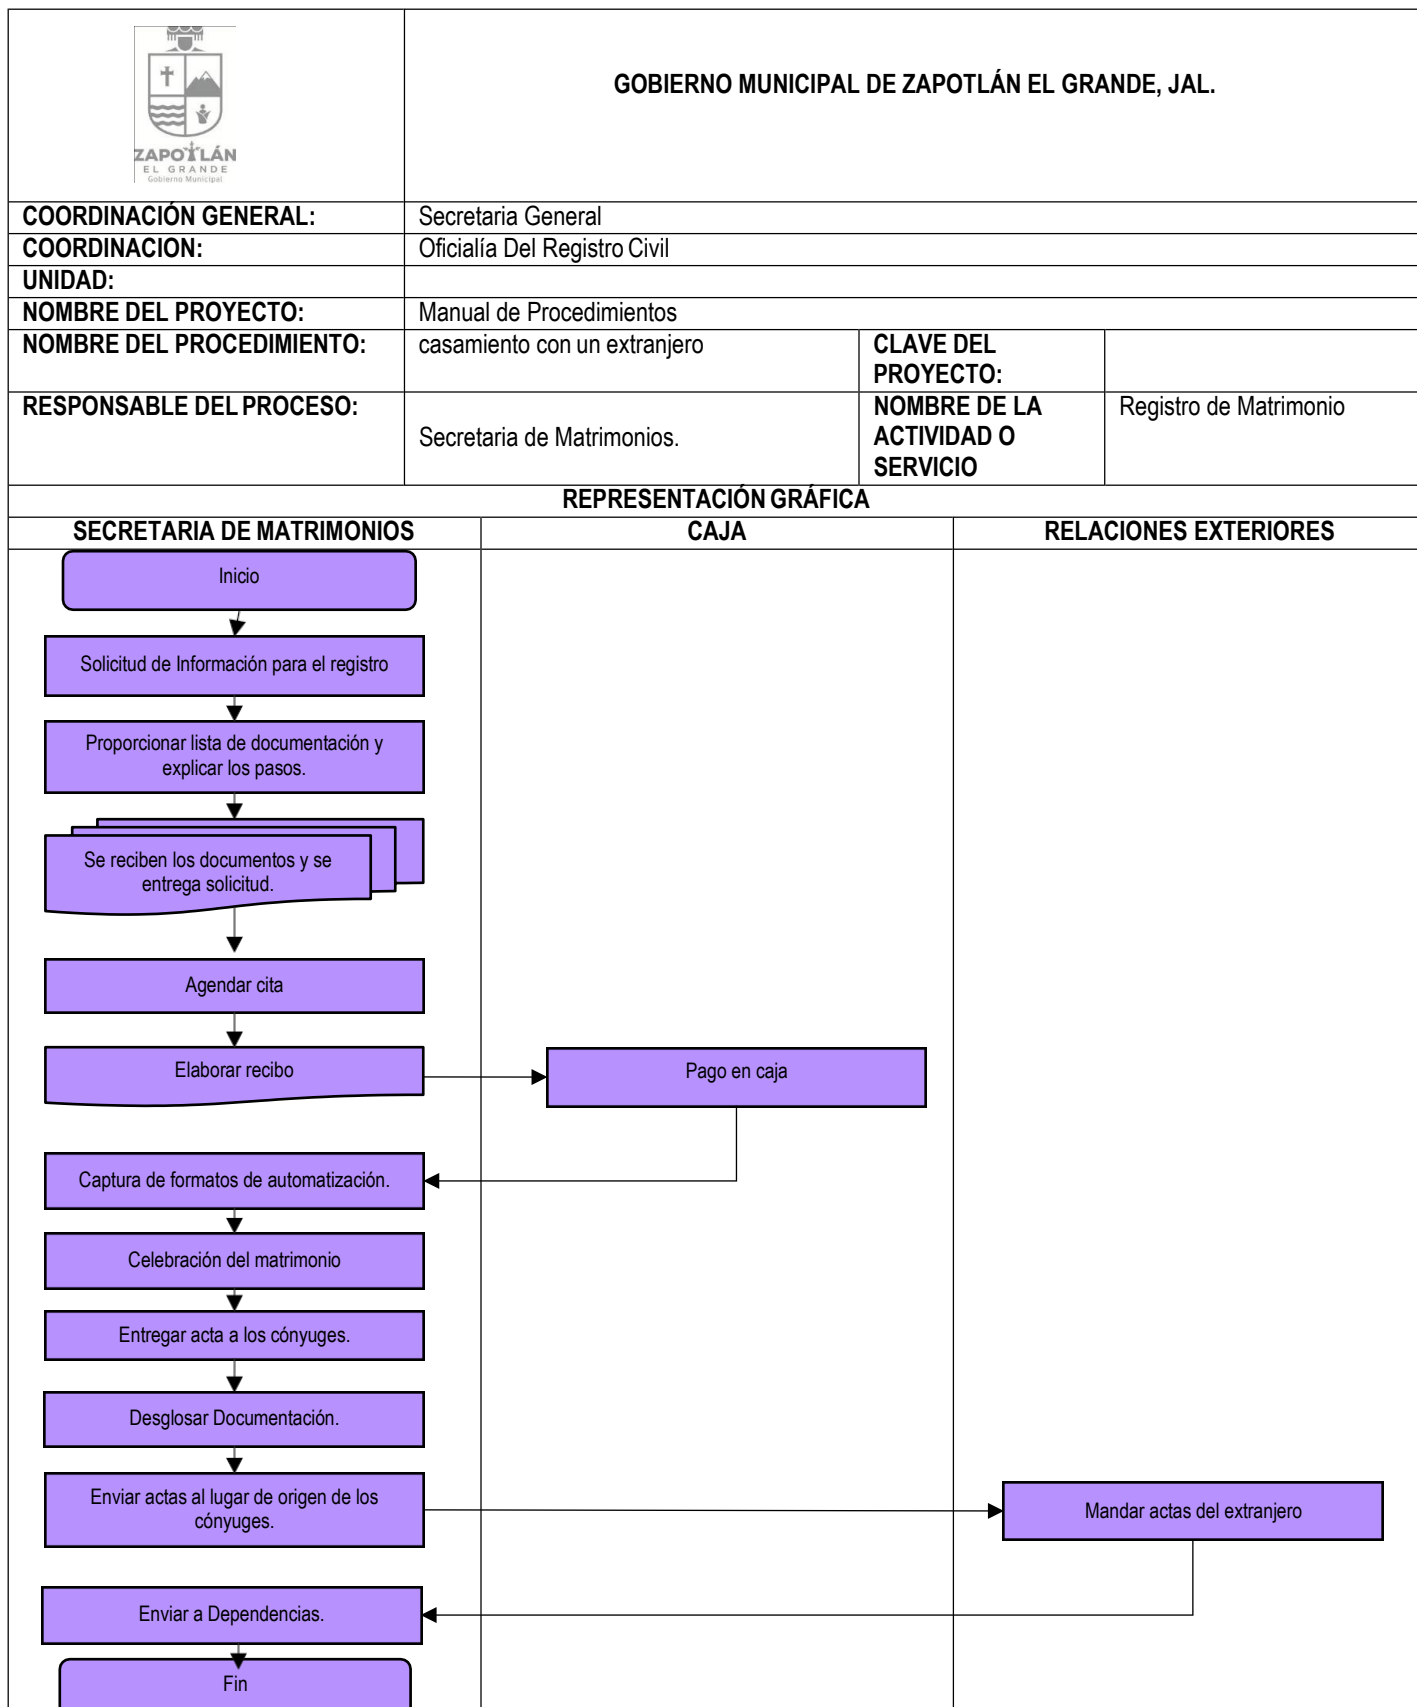 ZAPOTLÁN
EL GRANDE
Gobierno Municipal
GOBIERNO MUNICIPAL DE ZAPOTLÁN EL GRANDE, JAL.
COORDINACIÓN GENERAL:
Secretaria General
COORDINACION:
Oficialía Del Registro Civil
UNIDAD:
NOMBRE DEL PROYECTO:
Manual de Procedimientos
NOMBRE DEL PROCEDIMIENTO:
casamiento con un extranjero
CLAVE DEL
PROYECTO:
RESPONSABLE DEL PROCESO:
Secretaria de Matrimonios.
NOMBRE DE LA
ACTIVIDAD O
SERVICIO
Registro de Matrimonio
REPRESENTACIÓN GRÁFICA
SECRETARIA DE MATRIMONIOS
CAJA
RELACIONES EXTERIORES
Inicio
Solicitud de Información para el registro
Proporcionar lista de documentación y
explicar los pasos.
Se reciben los documentos y se
entrega solicitud.
Agendar cita
Elaborar recibo
Pago en caja
Captura de formatos de automatización.
Celebración del matrimonio
Entregar acta a los cónyuges.
Desglosar Documentación.
Enviar actas al lugar de origen de los
cónyuges.
Mandar actas del extranjero
Enviar a Dependencias.
Fin